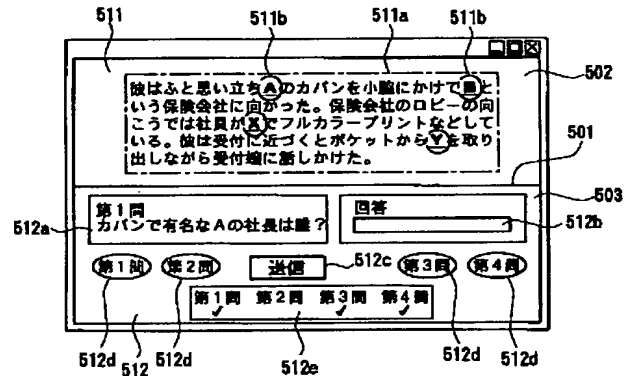 511
511b
511a
511b
彼はふと思い立ちAのカバンを小脇にかけでBと
いう保険会社に向かった。保険会社のロビーの向
こうでは社員がXでフルカラープリントなどして
いる。彼は受付に近づくとポケットからYを取り
出しながら受付嬢に話しかけた。
502
501
503
512a
第1問
カバンで有名なAの社長は誰?
回答
512b
第1問
第2問
送信
512c
第3問
第4問
第1問 第2問 第3問 第4問
✓ ✓ ✓
512d
512
512d
512e
512d
512d